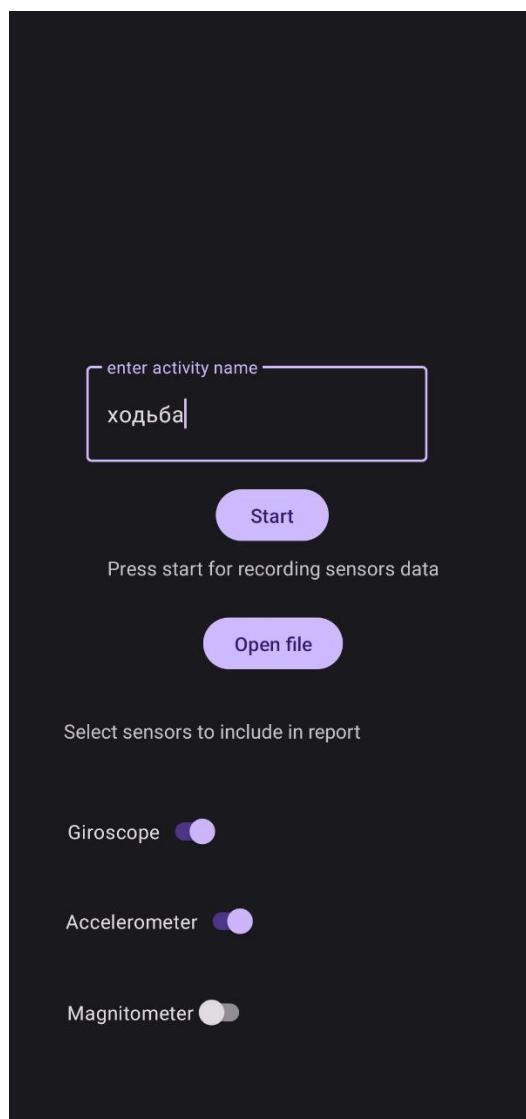 enter activity name
ходьба
Start
Press start for recording sensors data
Open file
Select sensors to include in report
Giroscope
Accelerometer
Magnitometer